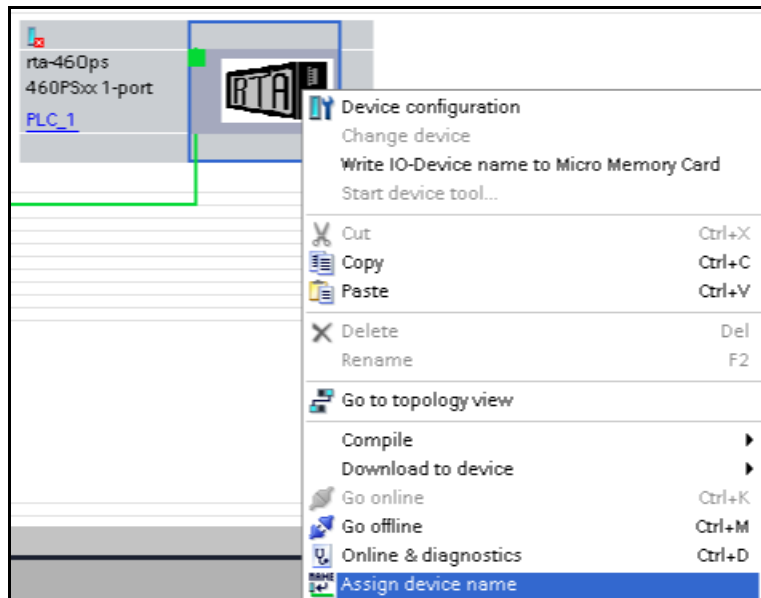 rta-460ps
460PSxx 1-port
PLC_1
RTA
Device configuration
Change device
Write IO-Device name to Micro Memory Card
Start device tool...
Cut Ctrl+X
Copy Ctrl+C
Paste Ctrl+V
Delete Del
Rename F2
Go to topology view
Compile
Download to device
Go online Ctrl+K
Go offline Ctrl+M
Online & diagnostics Ctrl+D
NAME
Assign device name